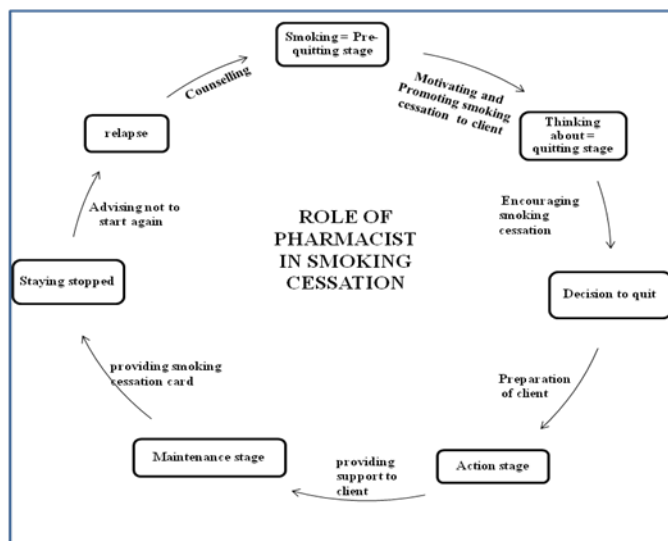 Smoking = Pre-
quitting stage
Motivating and
Promoting smoking
cessation to client
Thinking
about =
quitting stage
Encouraging
smoking
cessation
Decision to quit
Preparation
of client
Action stage
providing
support to
client
Maintenance stage
providing smoking
cessation card
Staying stopped
Advising not to
start again
relapse
Counselling
ROLE OF
PHARMACIST
IN SMOKING
CESSATION